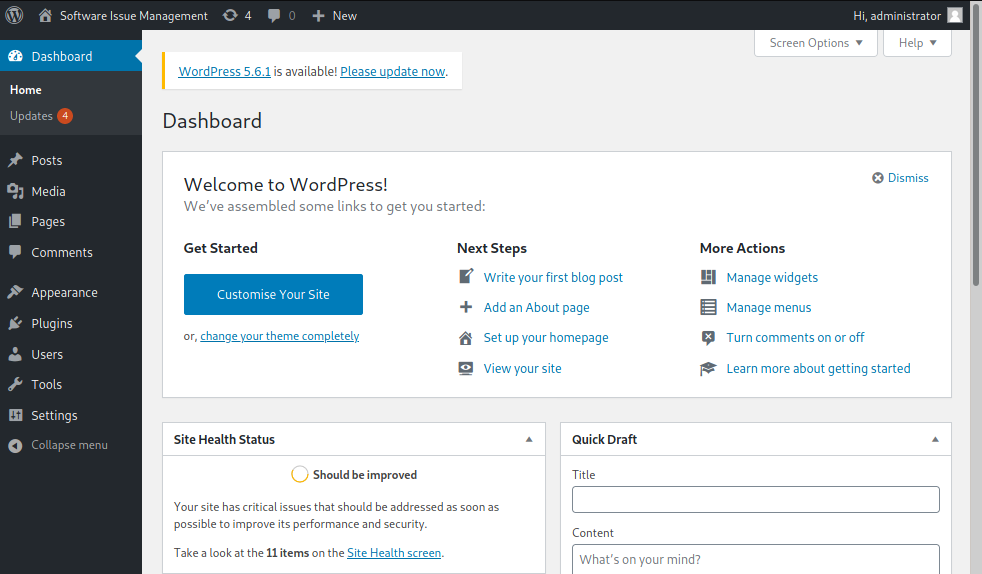 Software Issue Management 4 0 New Hi, administrator
Dashboard
Home
Updates 4
Posts
Media
Pages
Comments
Appearance
Plugins
Users
Tools
Settings
Collapse menu
Screen Options ▼ Help ▼
WordPress 5.6.1 is available! Please update now.
Dashboard
Welcome to WordPress!
We've assembled some links to get you started:
Dismiss
Get Started
Customise Your Site
or, change your theme completely
Next Steps
Write your first blog post
Add an About page
Set up your homepage
View your site
More Actions
Manage widgets
Manage menus
Turn comments on or off
Learn more about getting started
Site Health Status
Should be improved
Your site has critical issues that should be addressed as soon as
possible to improve its performance and security.
Take a look at the 11 items on the Site Health screen.
Quick Draft
Title
Content
What's on your mind?